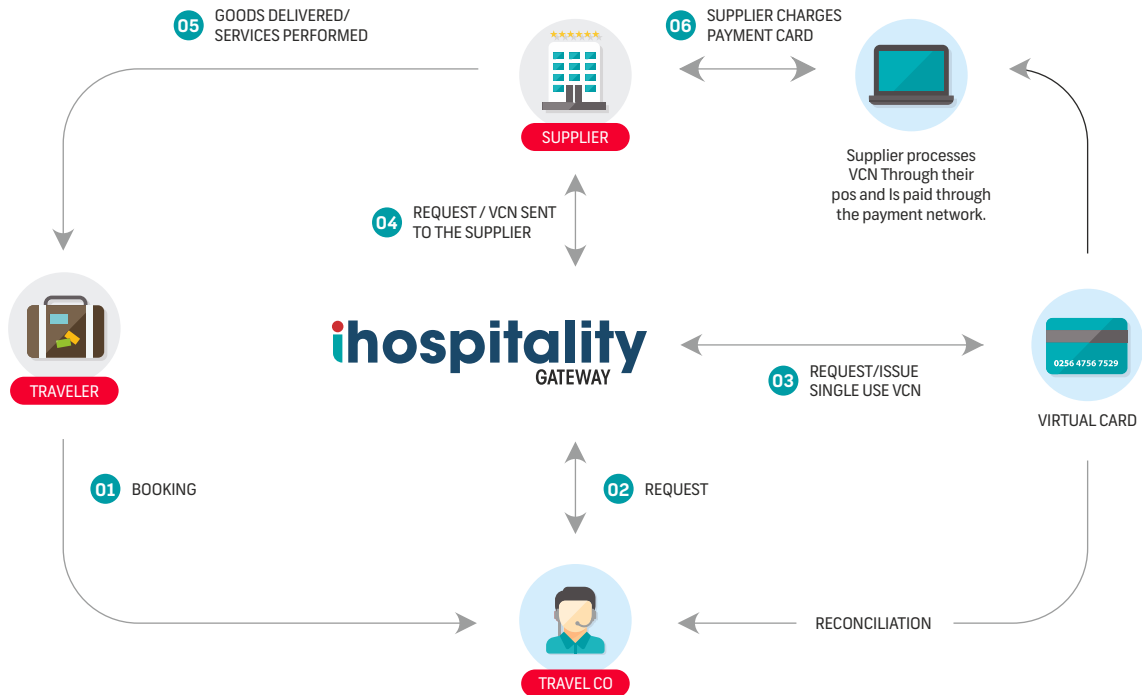 05
GOODS DELIVERED/
SERVICES PERFORMED
06
SUPPLIER CHARGES
PAYMENT CARD
SUPPLIER
Supplier processes
VCN Through their
pos and Is paid through
the payment network.
04
REQUEST / VCN SENT
TO THE SUPPLIER
TRAVELER
ihospitality
GATEWAY
03
REQUEST/ISSUE
SINGLE USE VCN
0256 4756 7529
VIRTUAL CARD
01
BOOKING
02
REQUEST
RECONCILIATION
TRAVEL CO